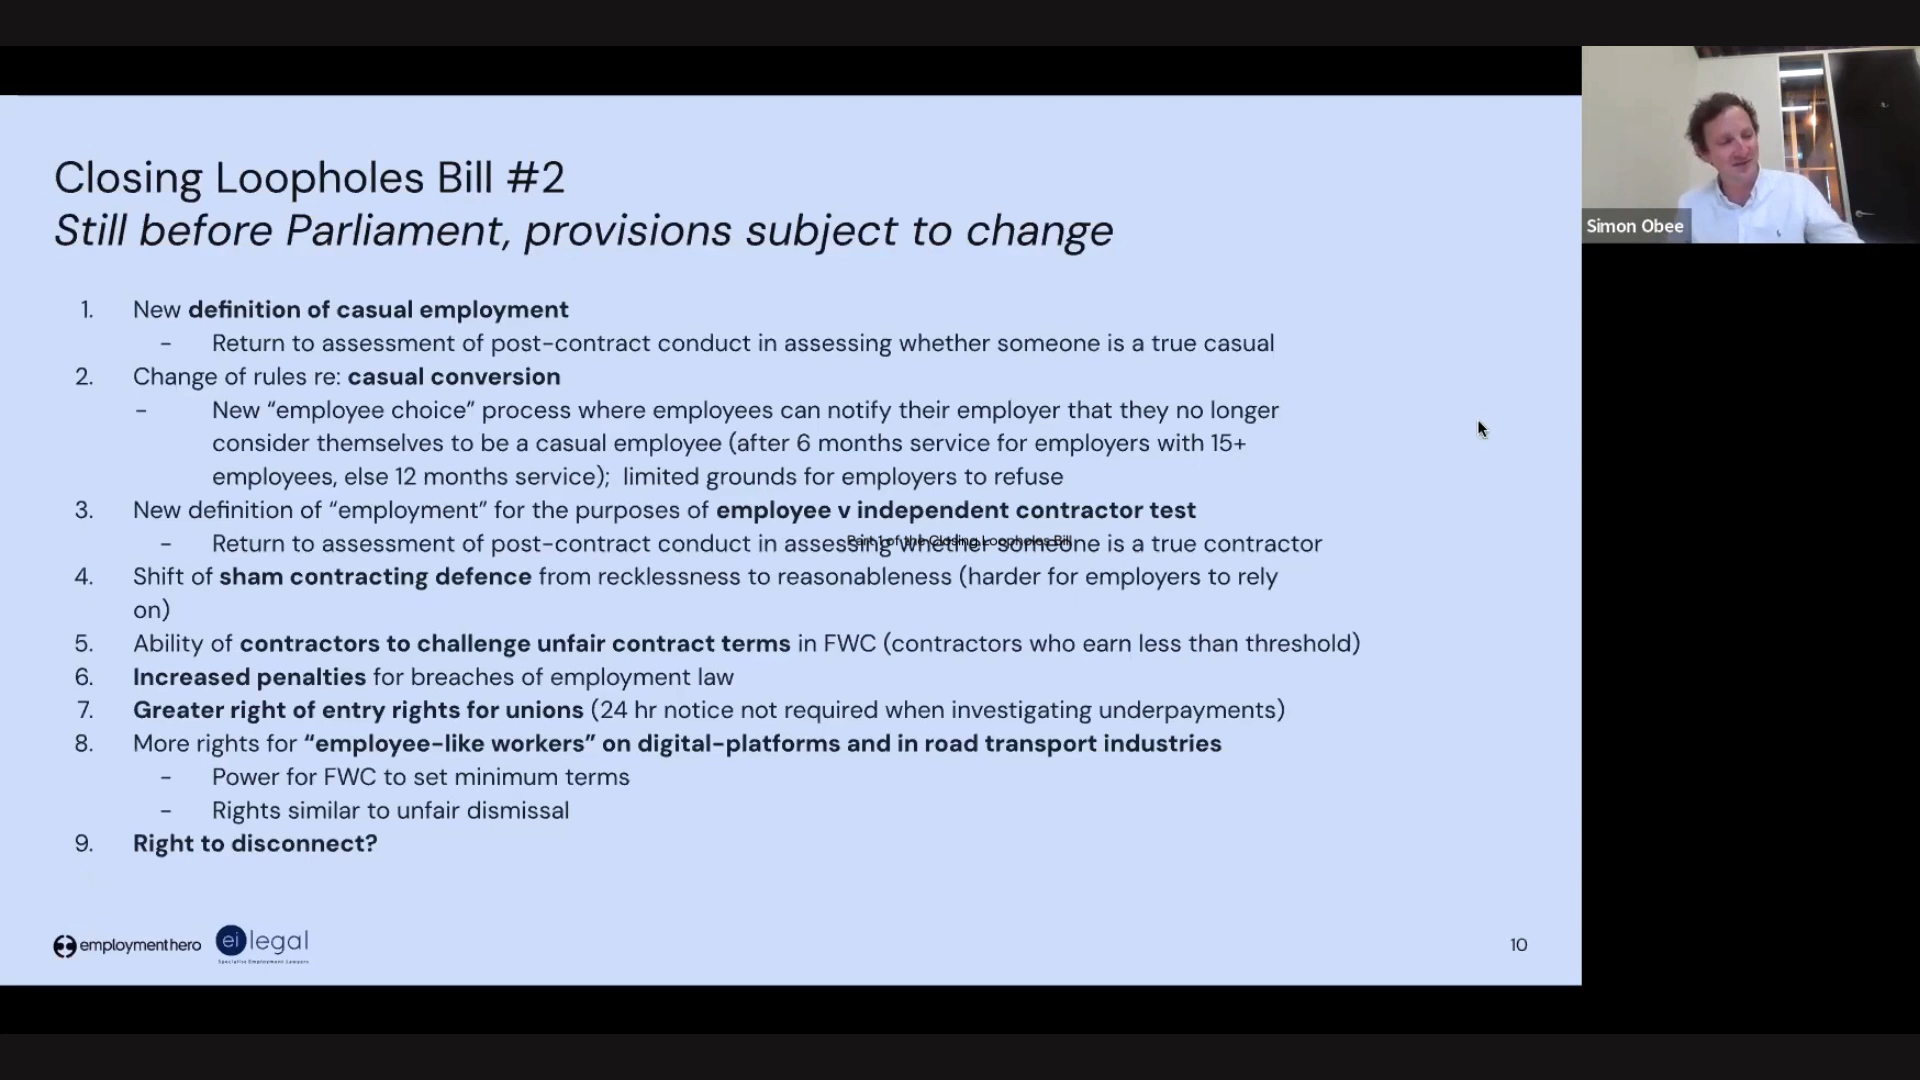 Closing Loopholes Bill #2
Still before Parliament, provisions subject to change
Simon Obee
1. New definition of casual employment
- Return to assessment of post-contract conduct in assessing whether someone is a true casual
2. Change of rules re: casual conversion
- New “employee choice” process where employees can notify their employer that they no longer
consider themselves to be a casual employee (after 6 months service for employers with 15+
employees, else 12 months service); limited grounds for employers to refuse
3. New definition of “employment” for the purposes of employee v independent contractor test
- Return to assessment of post-contract conduct in assessing whether someone is a true contractor
Part 1 of the Closing Loopholes Bill
4. Shift of sham contracting defence from recklessness to reasonableness (harder for employers to rely
on)
5. Ability of contractors to challenge unfair contract terms in FWC (contractors who earn less than threshold)
6. Increased penalties for breaches of employment law
7. Greater right of entry rights for unions (24 hr notice not required when investigating underpayments)
8. More rights for “employee-like workers” on digital-platforms and in road transport industries
- Power for FWC to set minimum terms
- Rights similar to unfair dismissal
9. Right to disconnect?
employmenthero
ei legal
Specialist Employment Lawyers
10